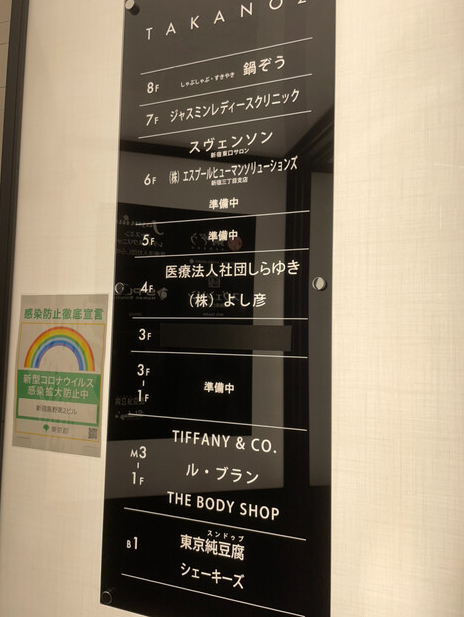 TAKANO 2
8F しゃぶしゃぶ・すきやき 鍋ぞう
7F ジャスミンレディースクリニック
スヴェンソン
新宿東口サロン
6F (株) エスプールヒューマンソリューションズ
新宿三丁目支店
準備中
5F 準備中
医療法人社団しらゆき
4F
(株) よし彦
3F
3F
-
1F
準備中
TIFFANY & CO.
M3
-
1F
ル・ブラン
THE BODY SHOP
スンドゥブ
B1 東京純豆腐
シェーキーズ
感染防止徹底宣言
新型コロナウイルス
感染拡大防止中
新宿高野第2ビル
東京都